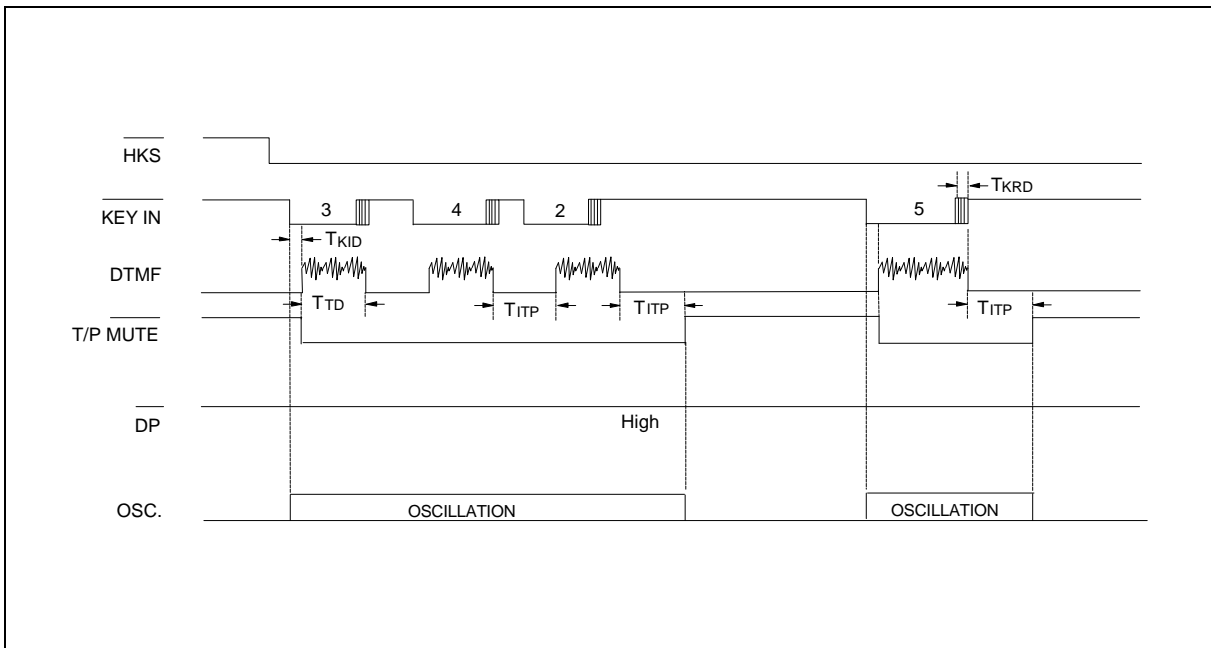 HKS
TKRD
KEY IN 3 4 2 5
TKID
DTMF
TTD TITP TITP TITP
T/P MUTE
DP High
OSC. OSCILLATION OSCILLATION